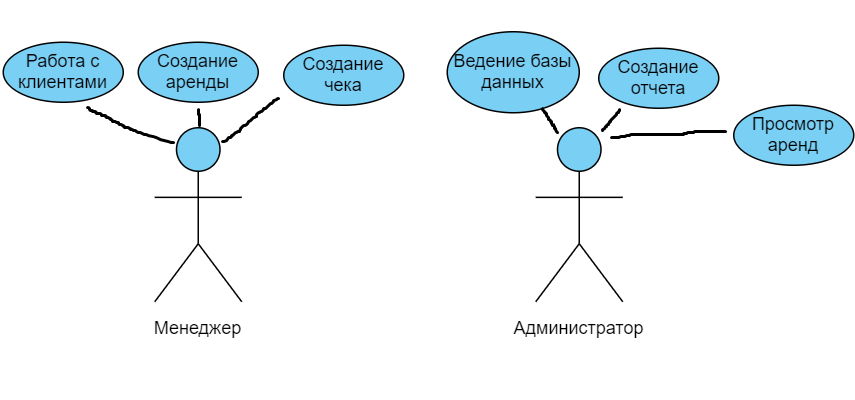 Работа с
клиентами
Создание
аренды
Создание
чека
Ведение базы
данных
Создание
отчета
Просмотр
аренд
Менеджер
Администратор